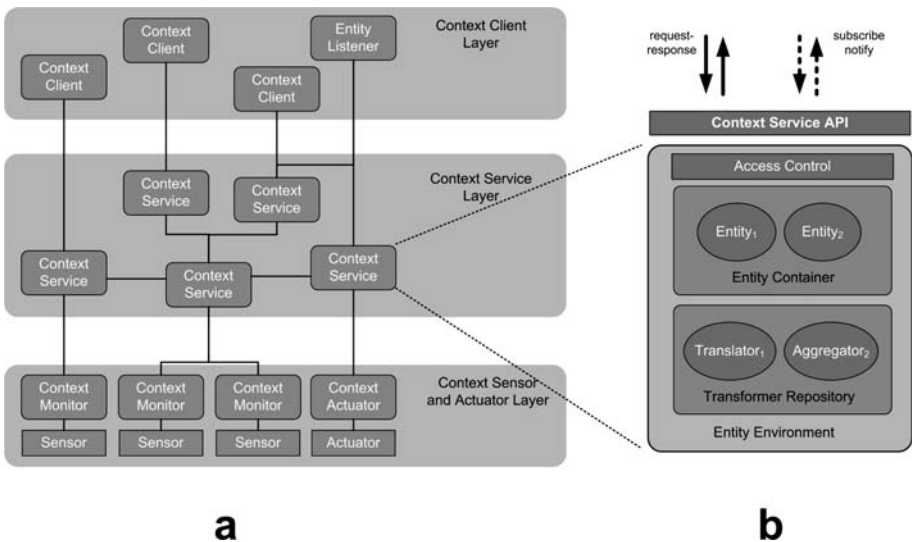 Context
Client
Context
Client
Entity
Listener
Context
Client
Context Client
Layer
Context
Service
Context
Service
Context
Service
Context
Service
Context
Service
Context Service
Layer
Context
Monitor
Context
Monitor
Context
Monitor
Context
Actuator
Sensor
Sensor
Sensor
Actuator
Context Sensor
and Actuator Layer
a
request-
response
subscribe
notify
Context Service API
Access Control
Entity1
Entity2
Entity Container
Translator1
Aggregator2
Transformer Repository
Entity Environment
b